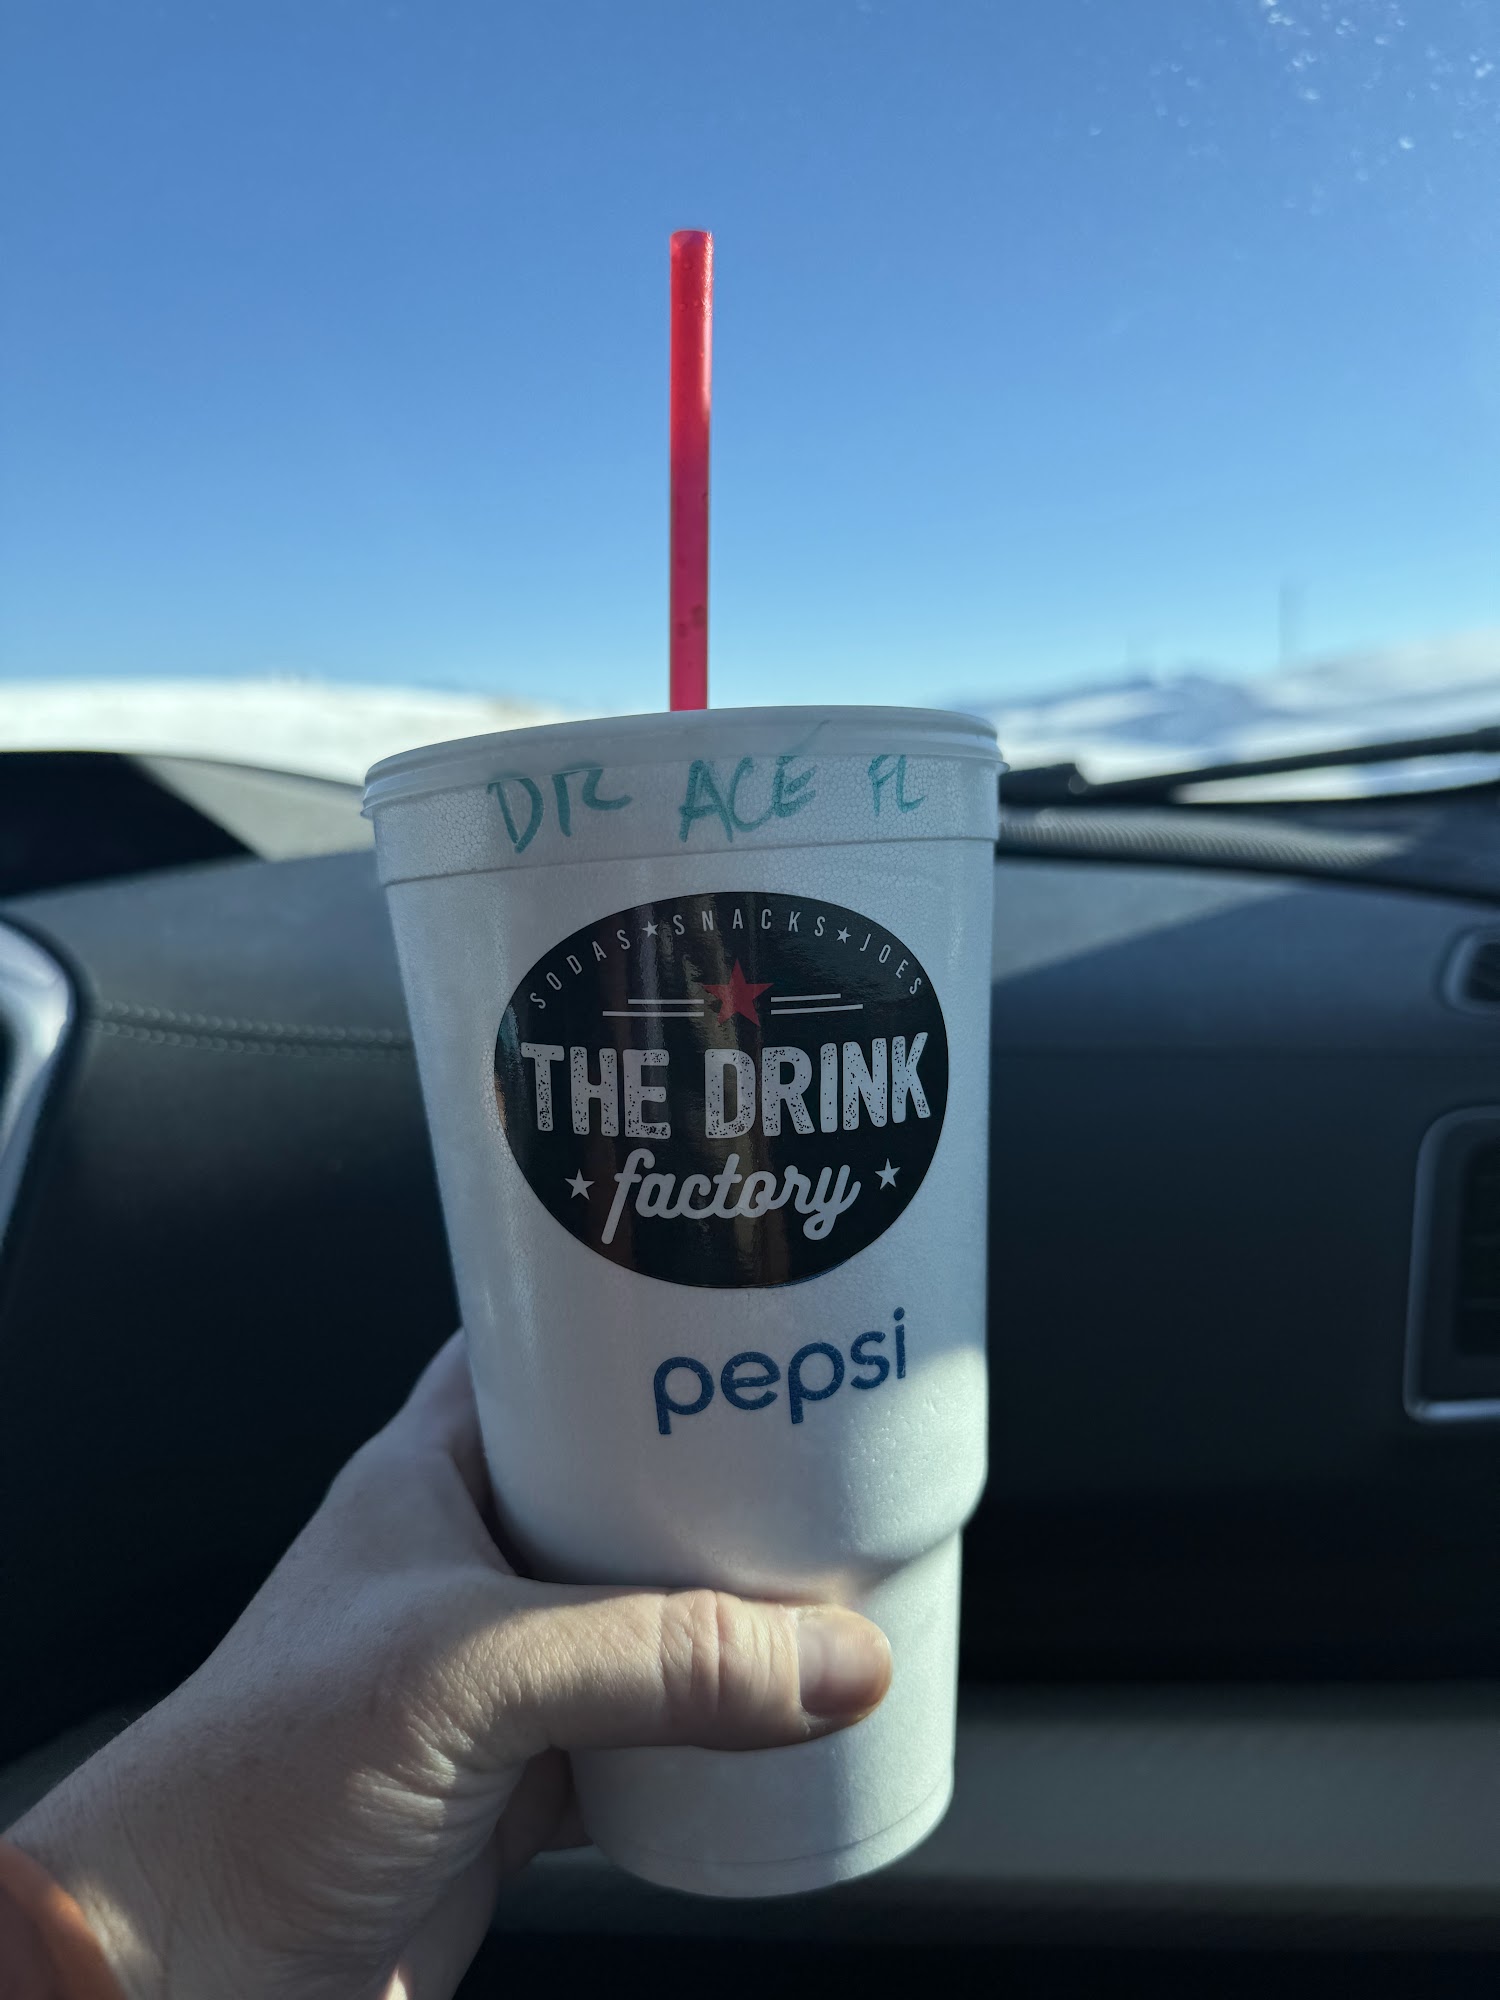 DR ACE FL
SODAS★SNACKS★JOES
THE DRINK
★ factory ★
pepsi